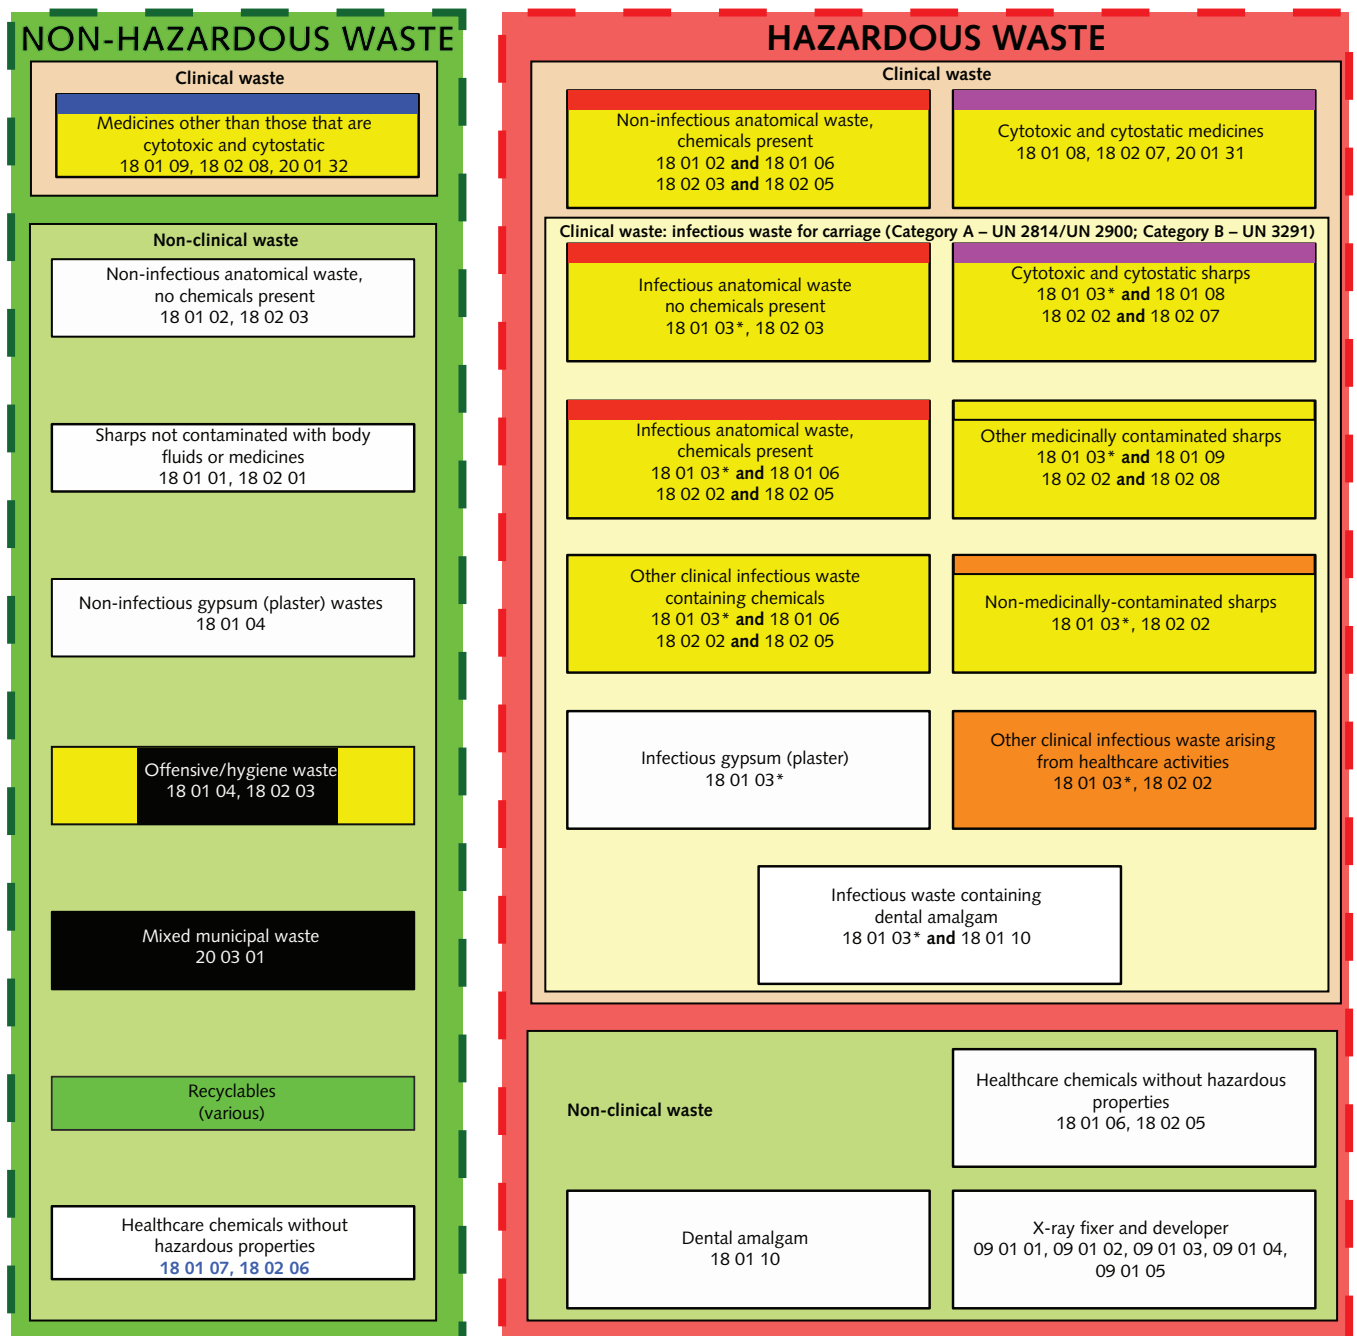 NON-HAZARDOUS WASTE
Clinical waste
Medicines other than those that are
cytotoxic and cytostatic
18 01 09, 18 02 08, 20 01 32
Non-clinical waste
Non-infectious anatomical waste,
no chemicals present
18 01 02, 18 02 03
Sharps not contaminated with body
fluids or medicines
18 01 01, 18 02 01
Non-infectious gypsum (plaster) wastes
18 01 04
Offensive/hygiene waste
18 01 04, 18 02 03
Mixed municipal waste
20 03 01
Recyclables
(various)
Healthcare chemicals without
hazardous properties
18 01 07, 18 02 06
HAZARDOUS WASTE
Clinical waste
Non-infectious anatomical waste,
chemicals present
18 01 02 and 18 01 06
18 02 03 and 18 02 05
Cytotoxic and cytostatic medicines
18 01 08, 18 02 07, 20 01 31
Clinical waste: infectious waste for carriage (Category A – UN 2814/UN 2900; Category B – UN 3291)
Infectious anatomical waste
no chemicals present
18 01 03*, 18 02 03
Cytotoxic and cytostatic sharps
18 01 03* and 18 01 08
18 02 02 and 18 02 07
Infectious anatomical waste,
chemicals present
18 01 03* and 18 01 06
18 02 02 and 18 02 05
Other medicinally contaminated sharps
18 01 03* and 18 01 09
18 02 02 and 18 02 08
Other clinical infectious waste
containing chemicals
18 01 03* and 18 01 06
18 02 02 and 18 02 05
Non-medicinally-contaminated sharps
18 01 03*, 18 02 02
Infectious gypsum (plaster)
18 01 03*
Other clinical infectious waste arising
from healthcare activities
18 01 03*, 18 02 02
Infectious waste containing
dental amalgam
18 01 03* and 18 01 10
Non-clinical waste
Healthcare chemicals without hazardous
properties
18 01 06, 18 02 05
Dental amalgam
18 01 10
X-ray fixer and developer
09 01 01, 09 01 02, 09 01 03, 09 01 04,
09 01 05